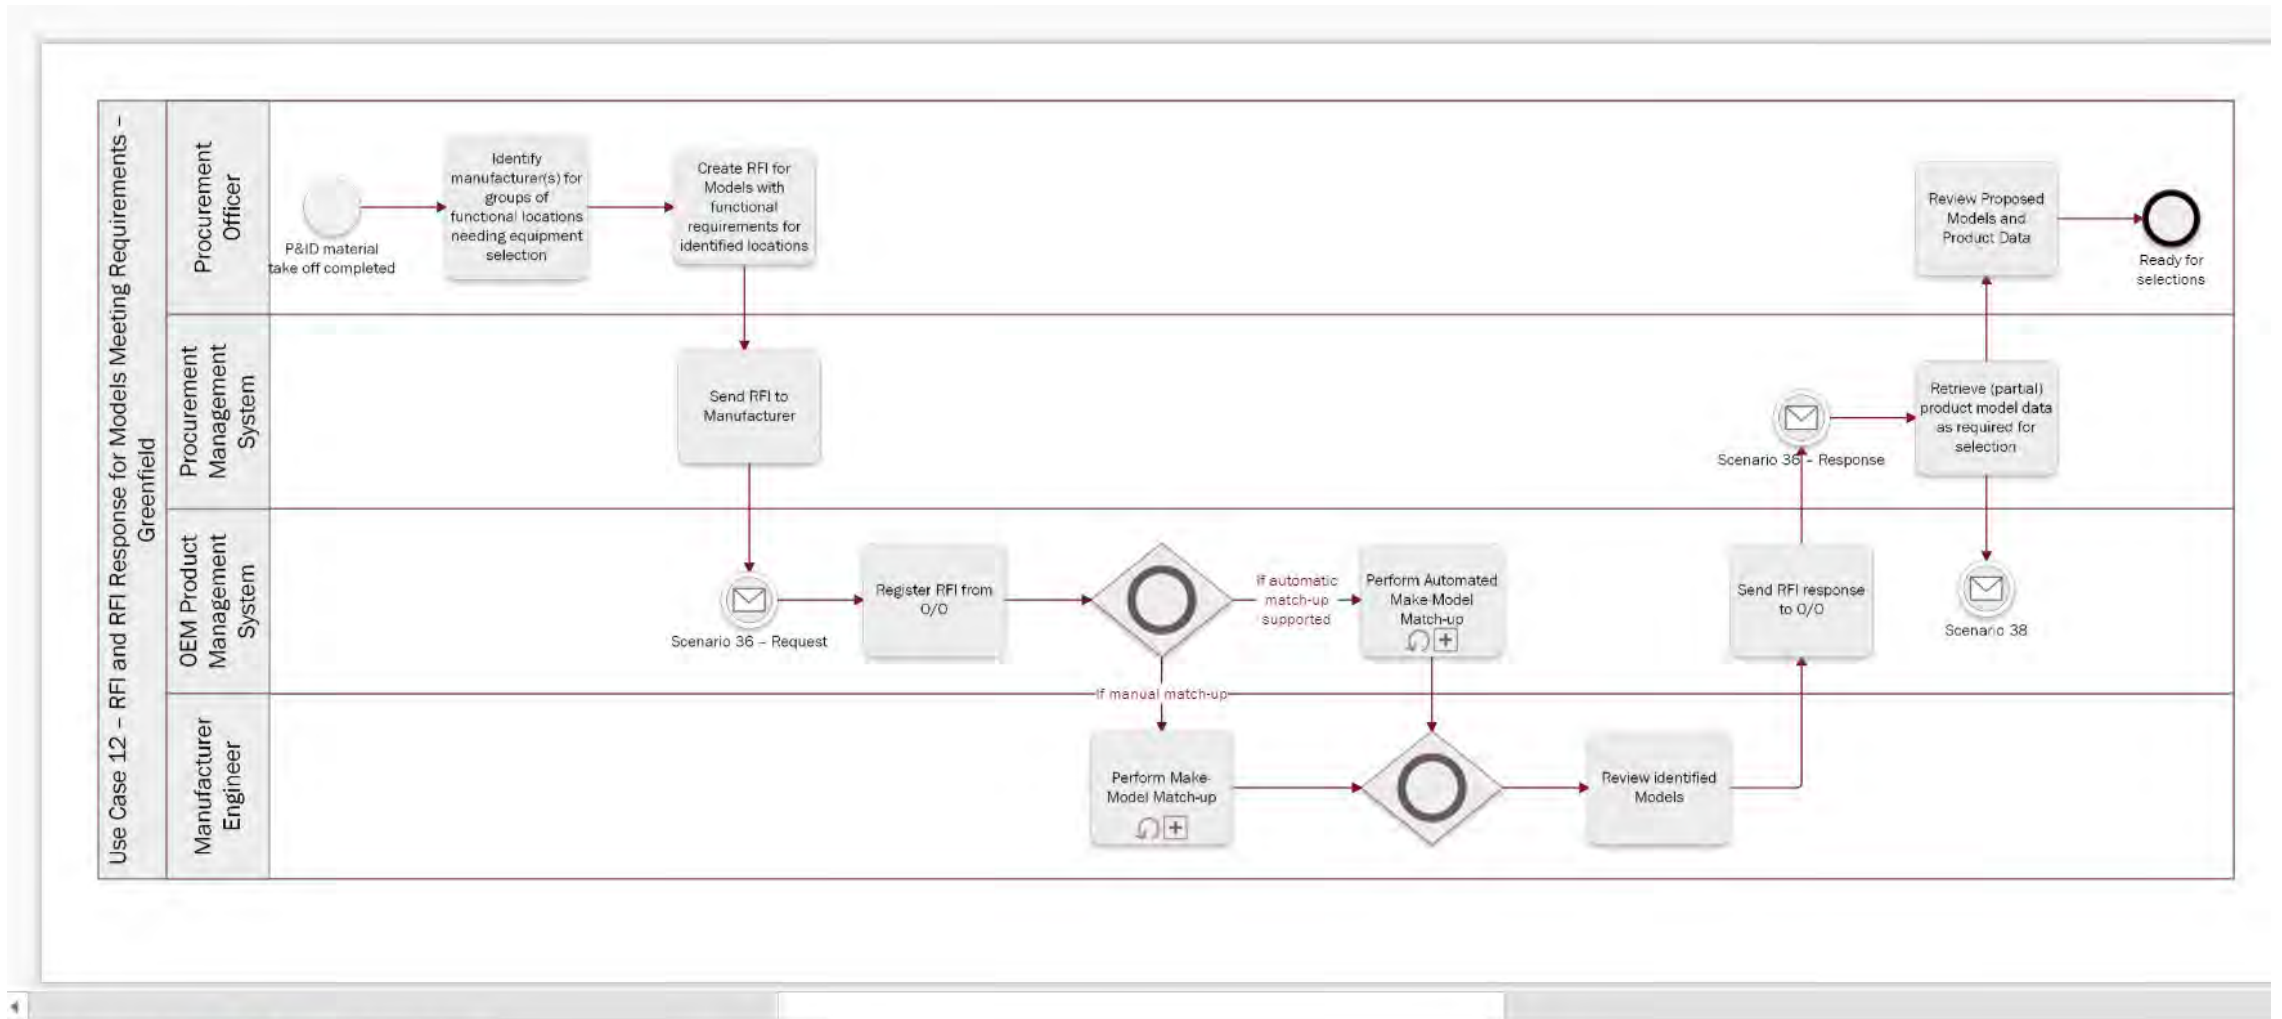 Use Case 12 – RFI and RFI Response for Models Meeting Requirements –
Greenfield
Procurement
Officer
P&ID material
take off completed
Identify
manufacturer(s) for
groups of
functional locations
needing equipment
selection
Create RFI for
Models with
functional
requirements for
identified locations
Review Proposed
Models and
Product Data
Ready for
selections
Procurement
Management
System
Send RFI to
Manufacturer
Scenario 36 – Response
Retrieve (partial)
product model data
as required for
selection
OEM Product
Management
System
Scenario 36 – Request
Register RFI from
O/O
If automatic
match-up
supported
Perform Automated
Make-Model
Match-up
Send RFI response
to O/O
Scenario 38
If manual match-up
Manufacturer
Engineer
Perform Make-
Model Match-up
Review identified
Models